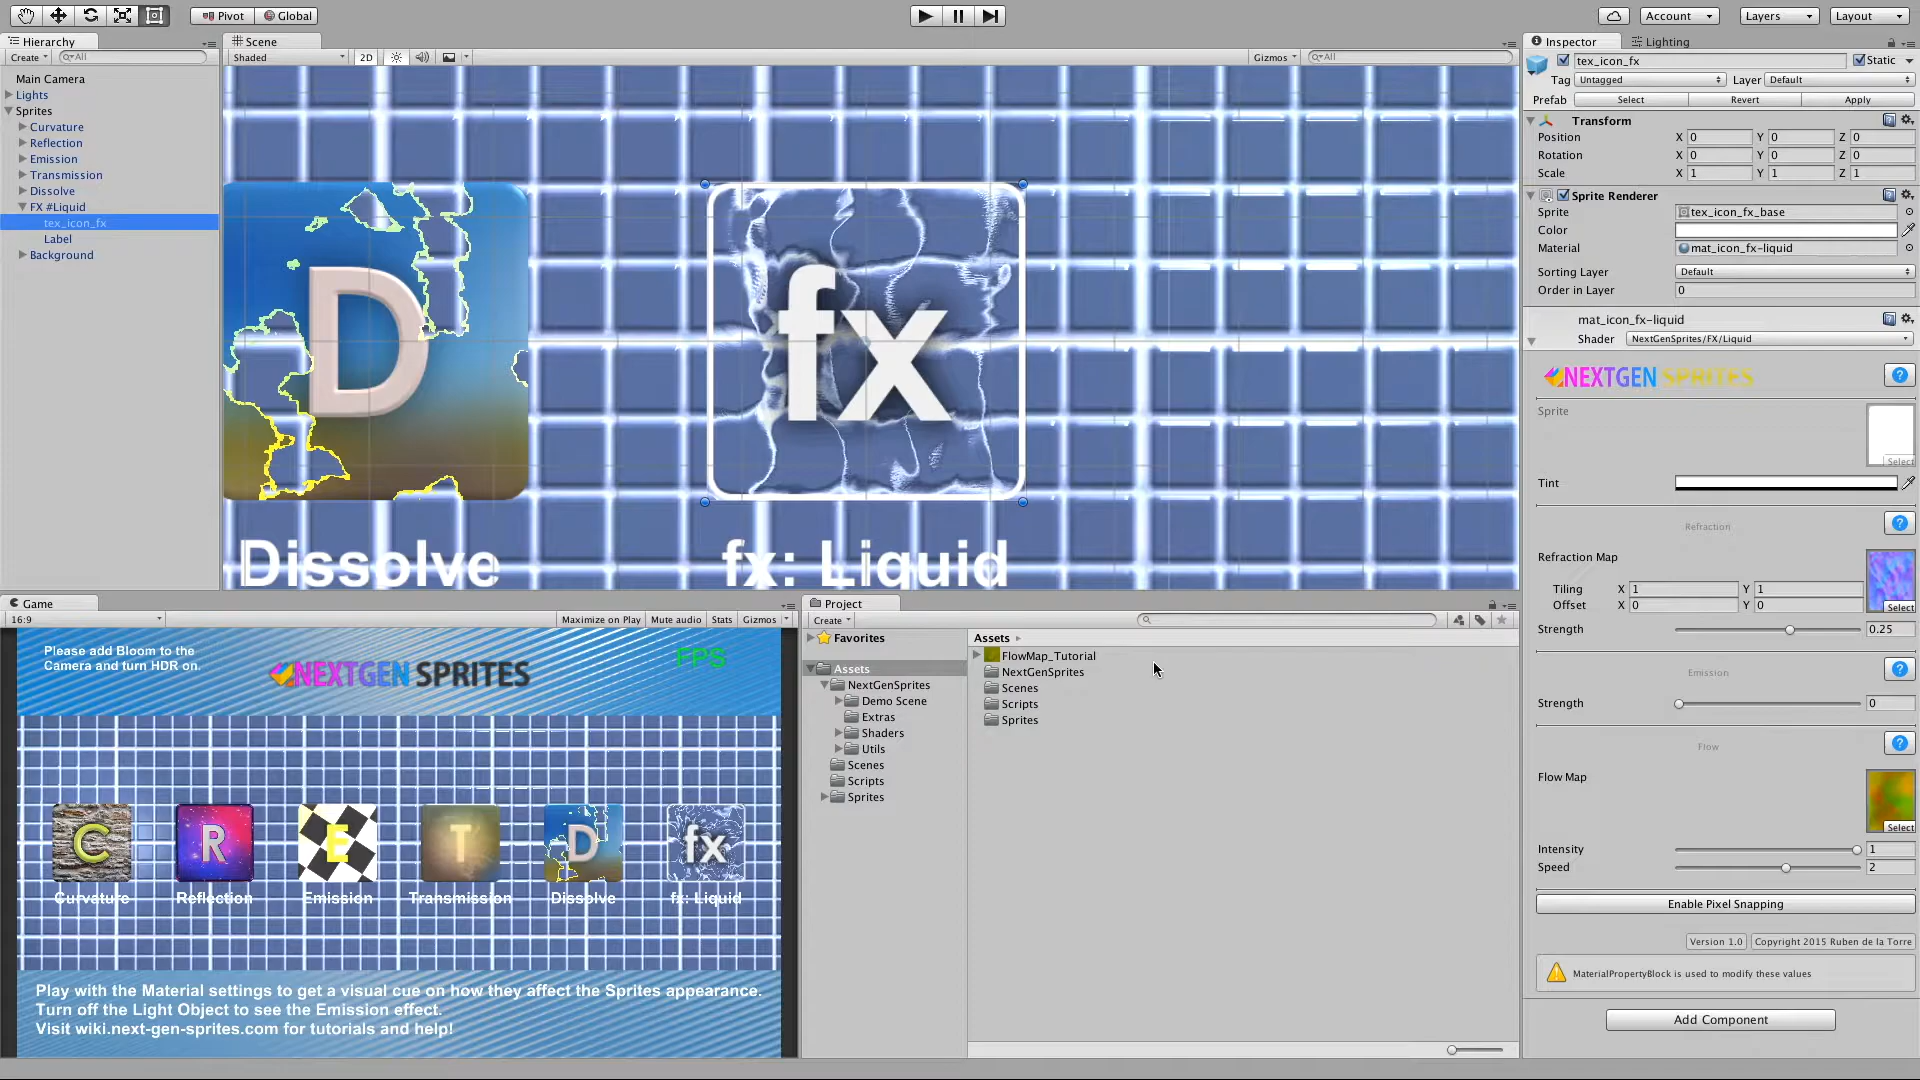 Pivot
Global
Account
Layers
Layout
Hierarchy
Create
All
Main Camera
Lights
Sprites
Curvature
Reflection
Emission
Transmission
Dissolve
FX #Liquid
tex_icon_fx
Label
Background
Scene
Shaded
2D
Gizmos
All
D
fx
Dissolve
fx: Liquid
Game
16:9
Maximize on Play
Mute audio
Stats
Gizmos
Please add Bloom to the
Camera and turn HDR on.
NEXTGEN SPRITES
FPS
C
R
E
T
D
fx
Curvature
Reflection
Emission
Transmission
Dissolve
fx: Liquid
Play with the Material settings to get a visual cue on how they affect the Sprites appearance.
Turn off the Light Object to see the Emission effect.
Visit wiki.next-gen-sprites.com for tutorials and help!
Project
Create
Favorites
Assets
NextGenSprites
Demo Scene
Extras
Shaders
Utils
Scenes
Scripts
Sprites
Assets
FlowMap_Tutorial
NextGenSprites
Scenes
Scripts
Sprites
Inspector
Lighting
tex_icon_fx
Static
Tag Untagged Layer Default
Prefab Select Revert Apply
Transform
Position X 0 Y 0 Z 0
Rotation X 0 Y 0 Z 0
Scale X 1 Y 1 Z 1
Sprite Renderer
Sprite tex_icon_fx_base
Color
Material mat_icon_fx-liquid
Sorting Layer Default
Order in Layer 0
mat_icon_fx-liquid
Shader NextGenSprites/FX/Liquid
NEXTGEN SPRITES
?
Sprite
Select
Tint
Refraction
?
Refraction Map
Tiling X 1 Y 1
Offset X 0 Y 0
Select
Strength 0.25
Emission
?
Strength 0
Flow
?
Flow Map
Select
Intensity 1
Speed 2
Enable Pixel Snapping
Version 1.0
Copyright 2015 Ruben de la Torre
MaterialPropertyBlock is used to modify these values
Add Component